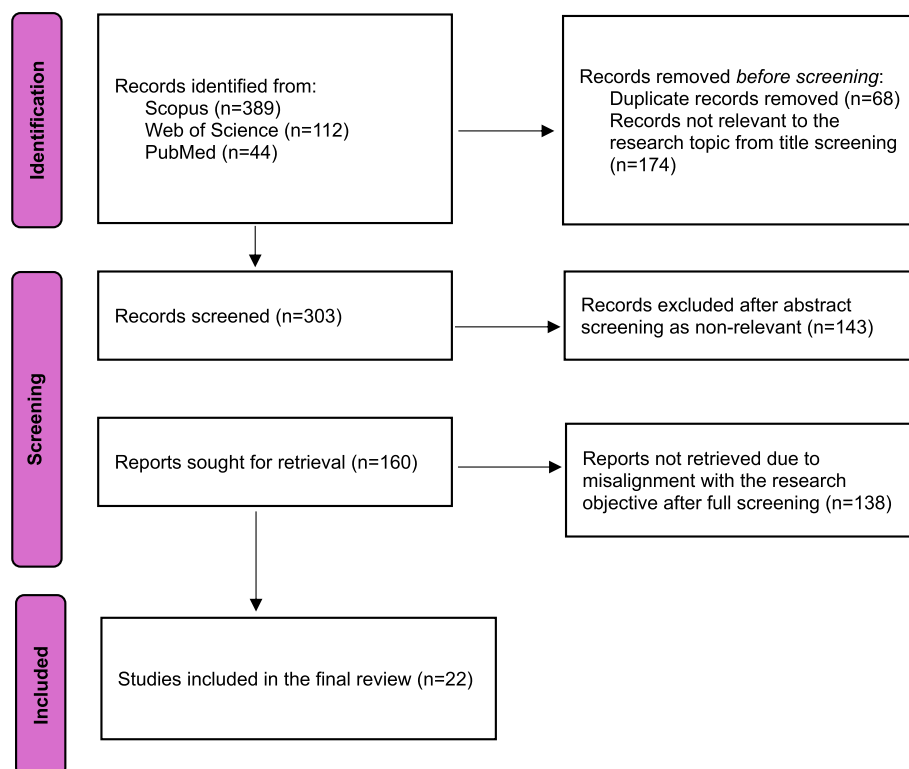 Identification
Records identified from:
Scopus (n=389)
Web of Science (n=112)
PubMed (n=44)
Records removed before screening:
Duplicate records removed (n=68)
Records not relevant to the
research topic from title screening
(n=174)
Screening
Records screened (n=303)
Records excluded after abstract
screening as non-relevant (n=143)
Reports sought for retrieval (n=160)
Reports not retrieved due to
misalignment with the research
objective after full screening (n=138)
Included
Studies included in the final review (n=22)